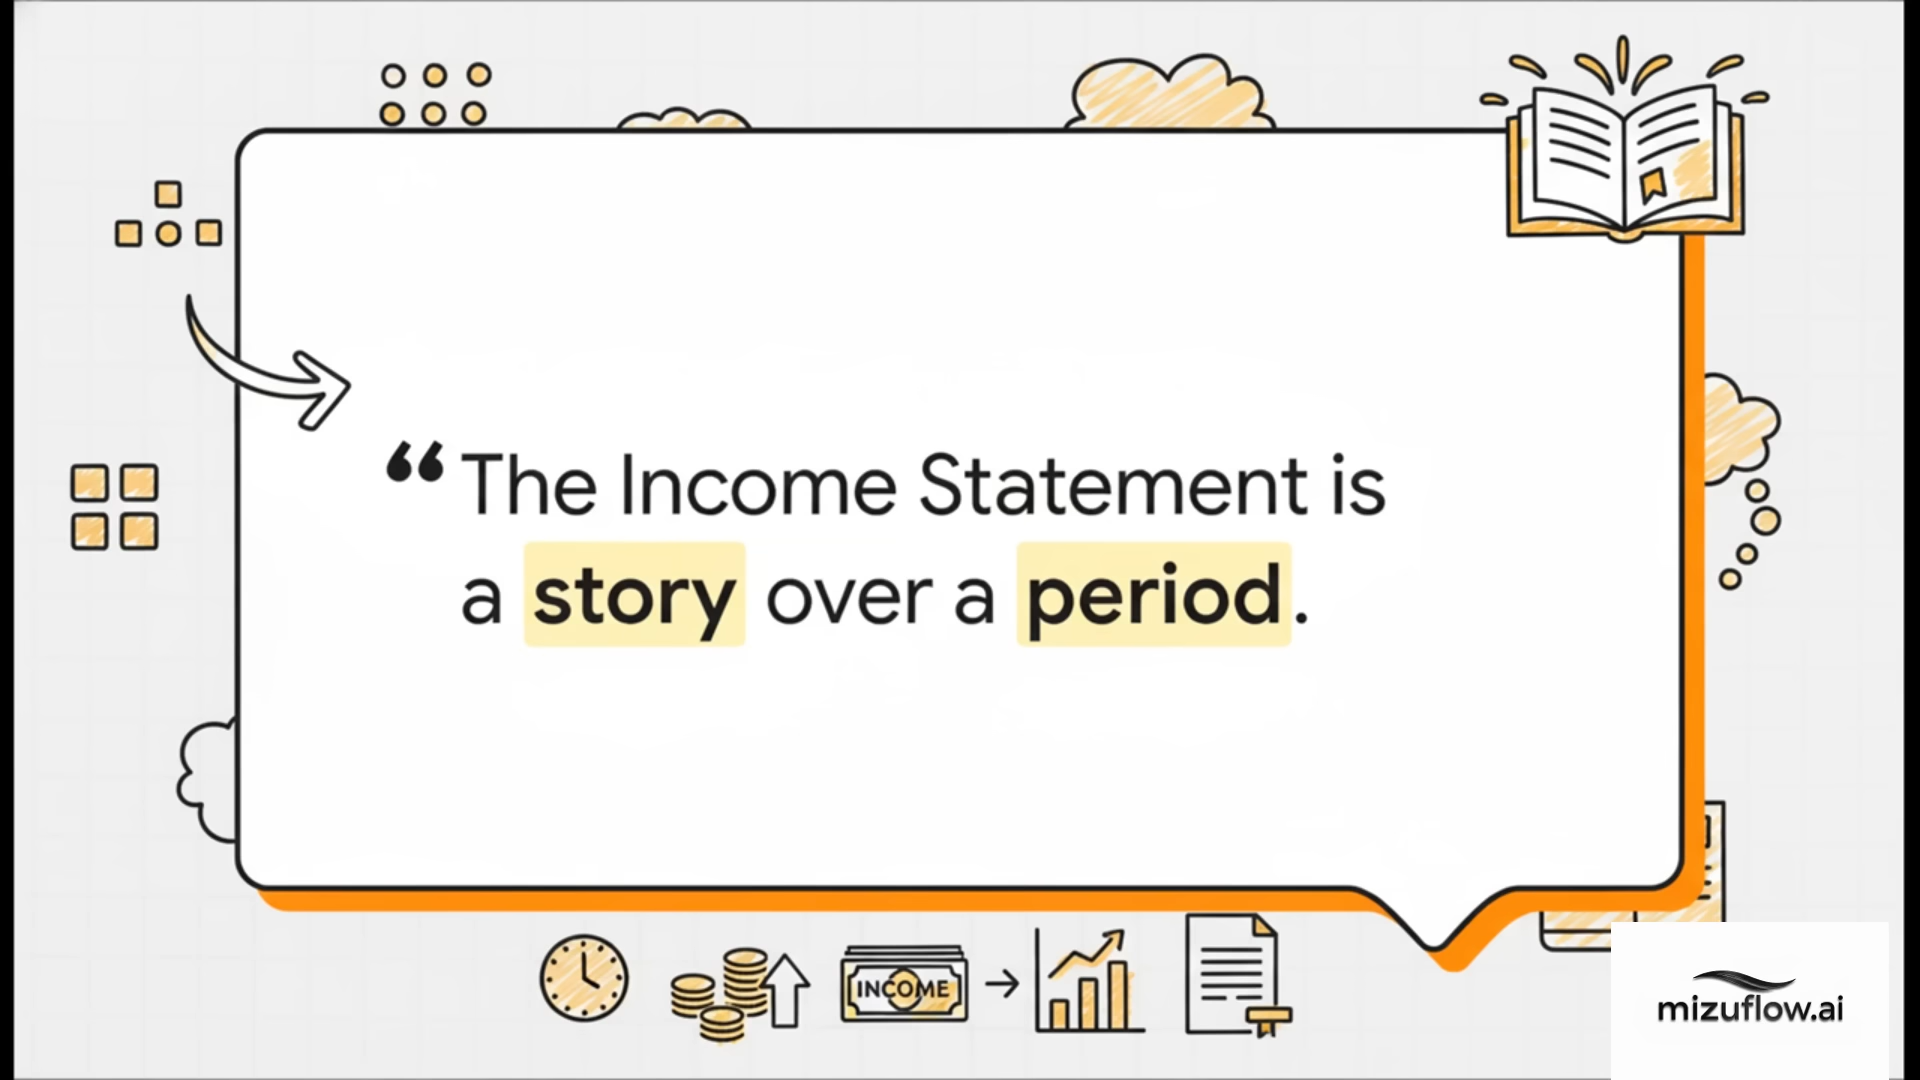 “The Income Statement is
a story over a period.
INCOME
mizuflow.ai